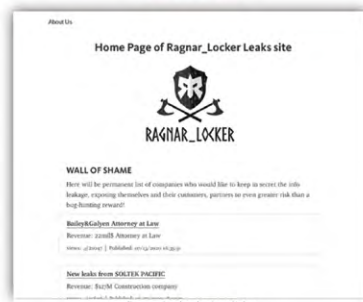 About Us
Home Page of Ragnar_Locker Leaks site
RAGNAR_LOCKER
WALL OF SHAME
Here will be permanent list of companies who would like to keep in secret the info
leakage, exposing themselves and their customers, partners to even greater risk than a
bug-hunting reward!
Bailey&Galyen Attorney at Law
Revenue: Attorney at Law
views: | Published:
New leaks from SOLTEK PACIFIC
Revenue: Construction company